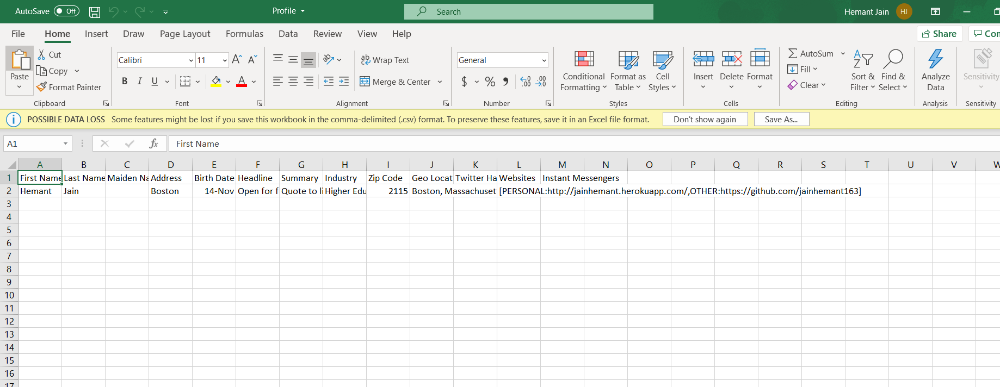 AutoSave Off Profile Search Hemant Jain HJ
File Home Insert Draw Page Layout Formulas Data Review View Help Share Con
Paste Cut Copy Format Painter Clipboard
Calibri 11 B I U A Font
ab Wrap Text Merge & Center Alignment
General $ % Number
Conditional Formatting Format as Table Cell Styles Styles
Insert Delete Format Cells
AutoSum Fill Clear Sort & Filter Find & Select Editing
Analyze Data Analysis
Sensitivity Sensitivity
POSSIBLE DATA LOSS Some features might be lost if you save this workbook in the comma-delimited (.csv) format. To preserve these features, save it in an Excel file format. Don't show again Save As...
A1 fx First Name
A B C D E F G H I J K L M N O P Q R S T U V W
1 First Name Last Name Maiden Na Address Birth Date Headline Summary Industry Zip Code Geo Locat Twitter Ha Websites Instant Messengers
2 Hemant Jain Boston 14-Nov Open for f Quote to li Higher Edu 2115 Boston, Massachuset [PERSONAL:http://jainhemant.herokuapp.com/,OTHER:https://github.com/jainhemant163]
3
4
5
6
7
8
9
10
11
12
13
14
15
16
17